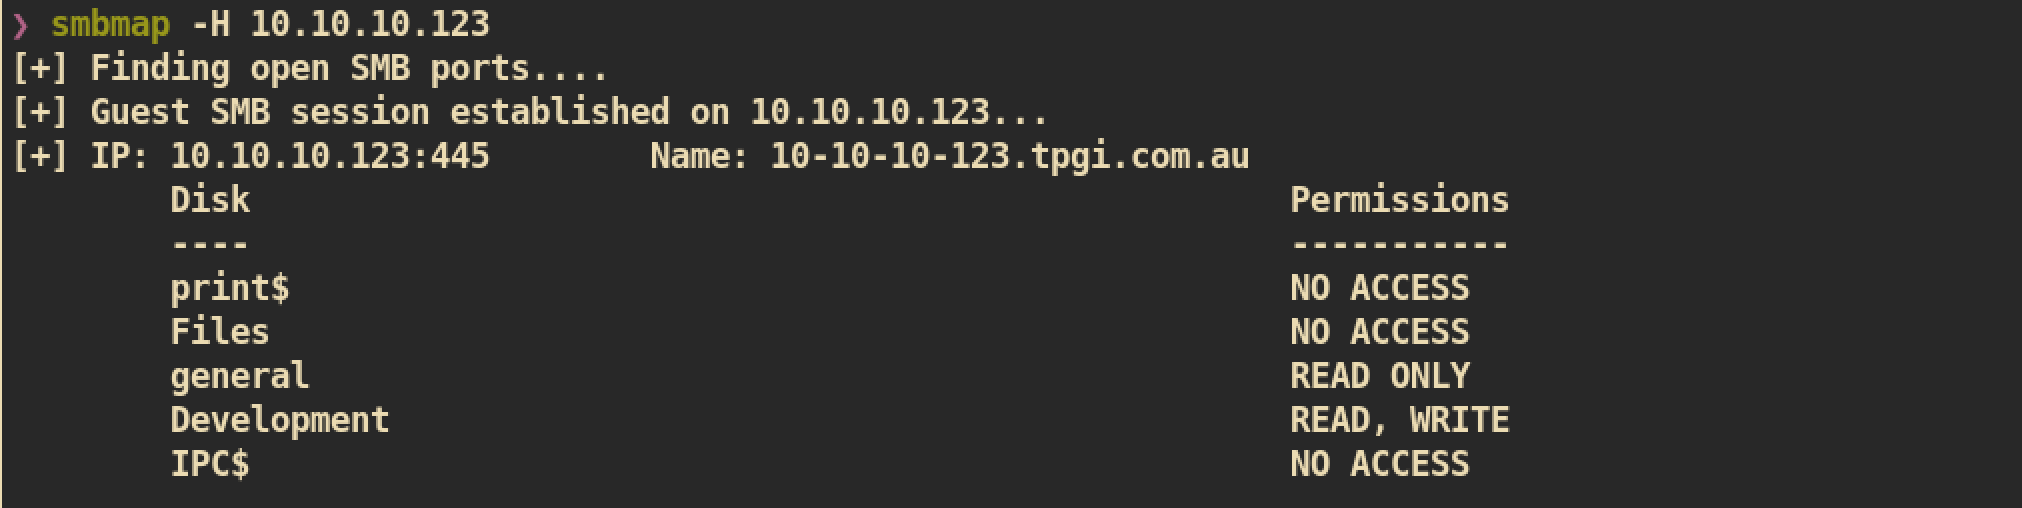 ❯ smbmap -H 10.10.10.123
[+] Finding open SMB ports....
[+] Guest SMB session established on 10.10.10.123...
[+] IP: 10.10.10.123:445        Name: 10-10-10-123.tpgi.com.au
        Disk                                                    Permissions
        ----                                                    -----------
        print$                                                  NO ACCESS
        Files                                                   NO ACCESS
        general                                                 READ ONLY
        Development                                             READ, WRITE
        IPC$                                                    NO ACCESS